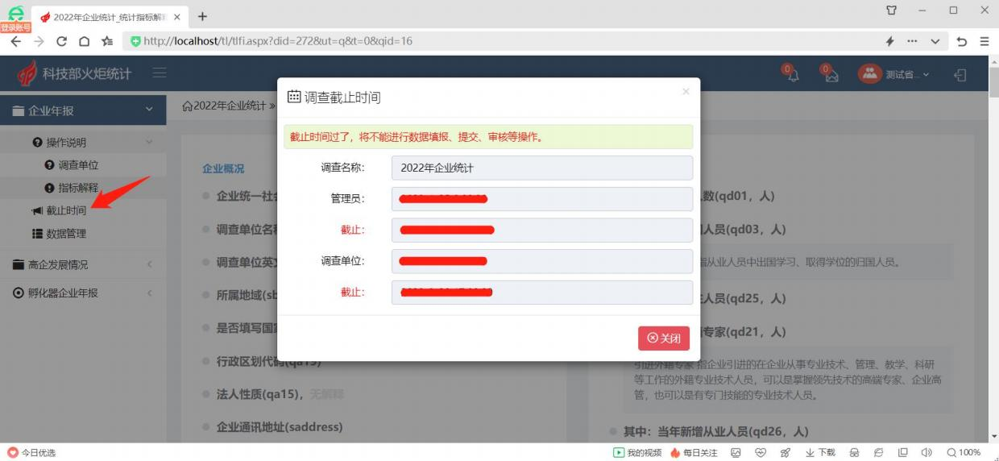 2022年企业统计_统计指标解释
登录账号
http://localhost/tl/tlfi.aspx?did=272&ut=q&t=0&qid=16
科技部火炬统计
0
0
测试省...
企业年报
操作说明
调查单位
指标解释
截止时间
数据管理
高企发展情况
孵化器企业年报
2022年企业统计 »
企业概况
企业统一社会
调查单位名称
调查单位英文
所属地域(sb
是否填写国家
行政区划代码(qa19)
法人性质(qa15)，无解释
企业通讯地址(saddress)
调查截止时间
×
截止时间过了，将不能进行数据填报、提交、审核等操作。
调查名称：
2022年企业统计
管理员：
截止：
调查单位：
截止：
关闭
数(qd01，人)
人员(qd03，人)
指从业人员中出国学习、取得学位的归国人员。
人员(qd25，人)
专家(qd21，人)
引进外籍专家 指企业引进的在企业从事专业技术、管理、教学、科研
等工作的外籍专业技术人员，可以是掌握领先技术的高端专家、企业高
管，也可以是有专门技能的专业技术人员。
其中：当年新增从业人员(qd26，人)
今日优选
我的视频
每日关注
下载
100%